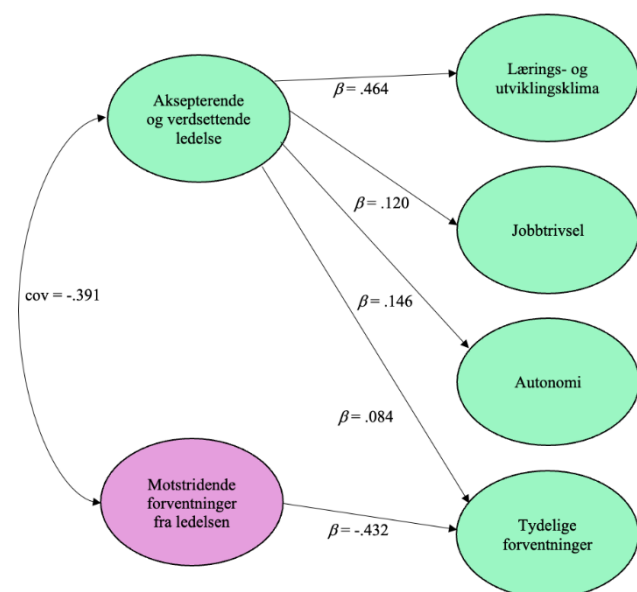 Aksepterende
og verdsettende
ledelse
Lærings- og
utviklingsklima
β = .464
Jobbtrivsel
β = .120
cov = -.391
β = .146
Autonomi
β = .084
Motstridende
forventninger
fra ledelsen
β = -.432
Tydelige
forventninger